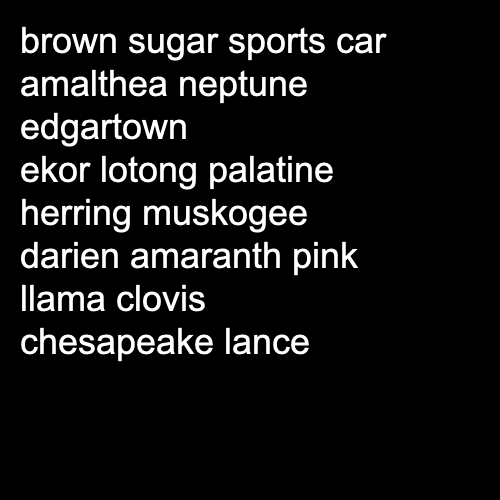 brown sugar sports car
amalthea neptune
edgartown
ekor lotong palatine
herring muskogee
darien amaranth pink
llama clovis
chesapeake lance